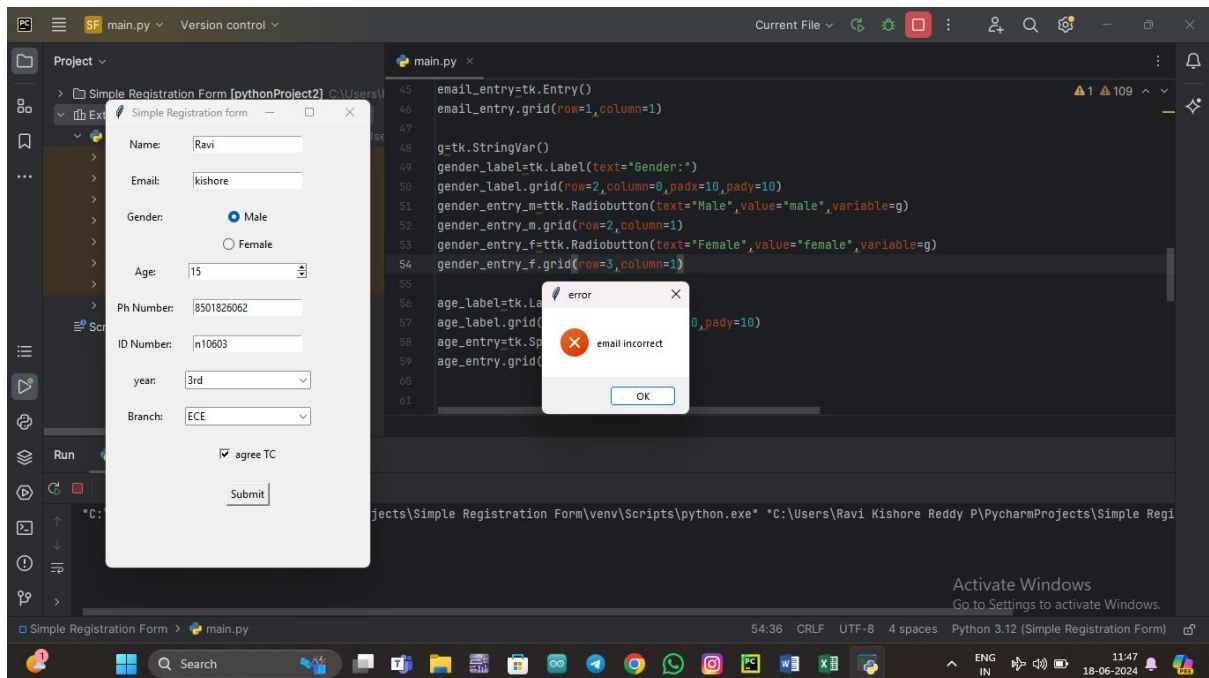 PC SF main.py Version control Current File
Project
main.py
Simple Registration Form [pythonProject2] C:\Users\
Ext
Scr
Simple Registration form
Name: Ravi
Email: kishore
Gender: Male
Female
Age: 15
Ph Number: 8501826062
ID Number: n10603
year: 3rd
Branch: ECE
agree TC
Submit
1 109
45 email_entry=tk.Entry()
46 email_entry.grid(row=1,column=1)
47
48 g=tk.StringVar()
49 gender_label=tk.Label(text="Gender:")
50 gender_label.grid(row=2,column=0,padx=10,pady=10)
51 gender_entry_m=ttk.Radiobutton(text="Male",value="male",variable=g)
52 gender_entry_m.grid(row=2,column=1)
53 gender_entry_f=ttk.Radiobutton(text="Female",value="female",variable=g)
54 gender_entry_f.grid(row=3,column=1)
55
56 age_label=tk.La
57 age_label.grid( 0,pady=10)
58 age_entry=tk.Sp
59 age_entry.grid(
60
61
error
email incorrect
OK
Run
"C: jects\Simple Registration Form\venv\Scripts\python.exe" "C:\Users\Ravi Kishore Reddy P\PycharmProjects\Simple Regi
Activate Windows
Go to Settings to activate Windows.
Simple Registration Form > main.py 54:36 CRLF UTF-8 4 spaces Python 3.12 (Simple Registration Form)
1 Search PC ENG 11:47
IN 18-06-2024